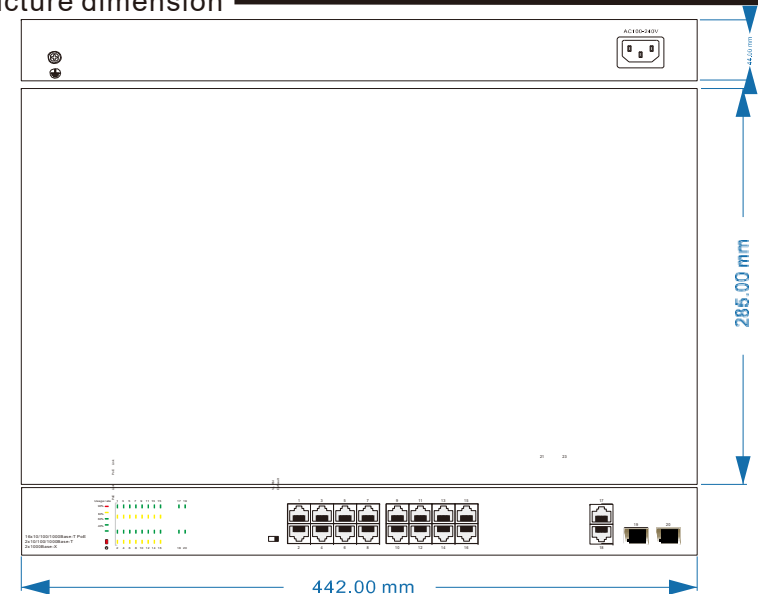 ucture dimension
AC100-240V
44.00 mm
285.00 mm
21 22
1 3 5 7 9 11 13 15 17
2 4 6 8 10 12 14 16 18
19 20
16x10/100/1000Base-T PoE
2x10/100/1000Base-T
2x1000Base-X
442.00 mm